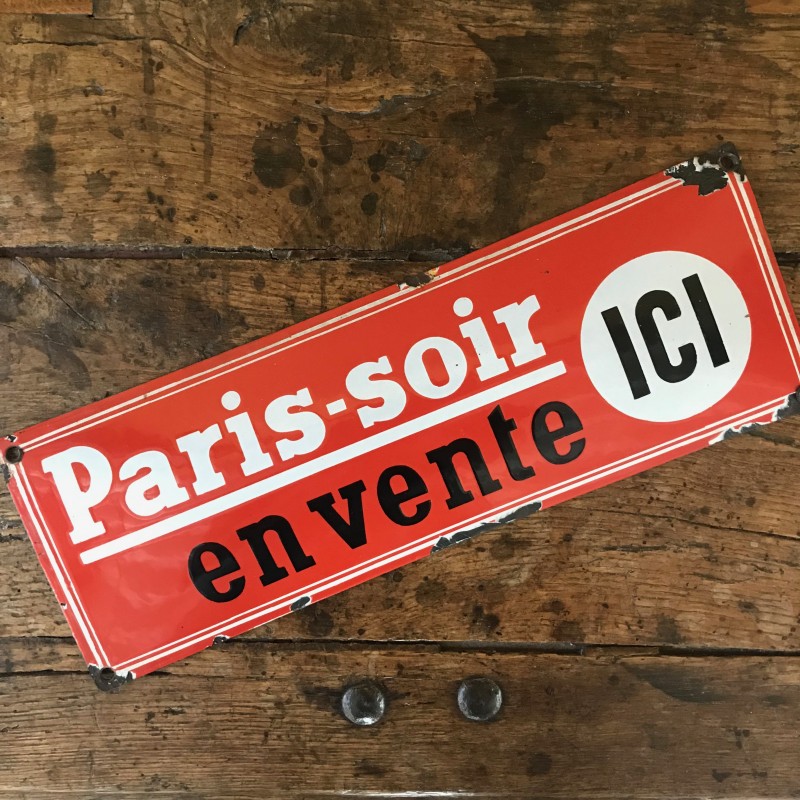 Paris-soir
en vente
ICI